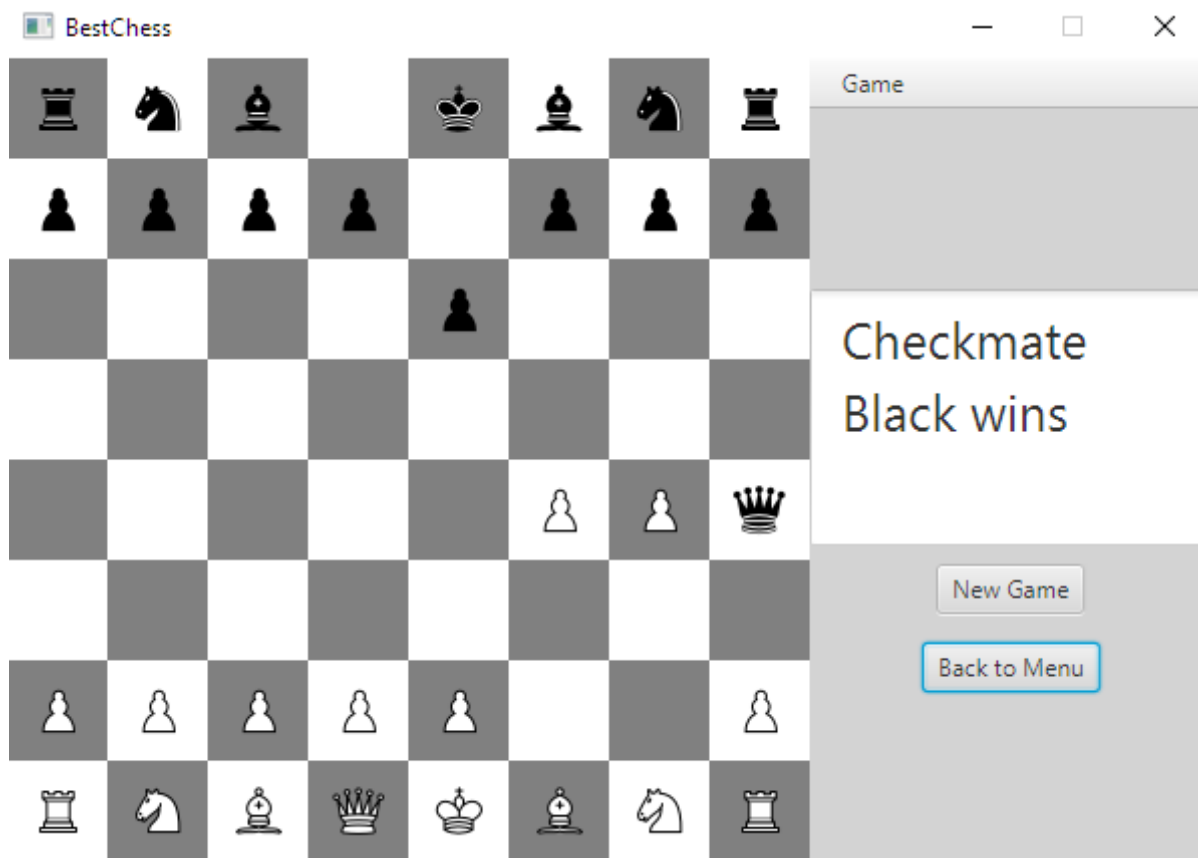 BestChess
Game
Checkmate
Black wins
New Game
Back to Menu